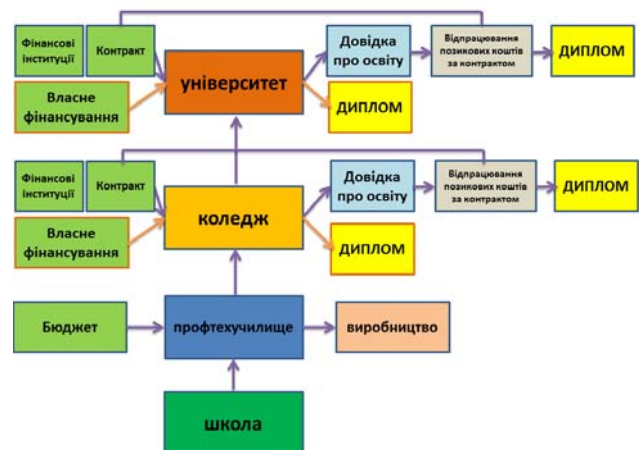 Фінансові
інституції
Контракт
Власне
фінансування
університет
Довідка
про освіту
Відпрацювання
позикових коштів
за контрактом
ДИПЛОМ
ДИПЛОМ
Фінансові
інституції
Контракт
Власне
фінансування
коледж
Довідка
про освіту
Відпрацювання
позикових коштів
за контрактом
ДИПЛОМ
ДИПЛОМ
Бюджет
профтехучилище
виробництво
школа